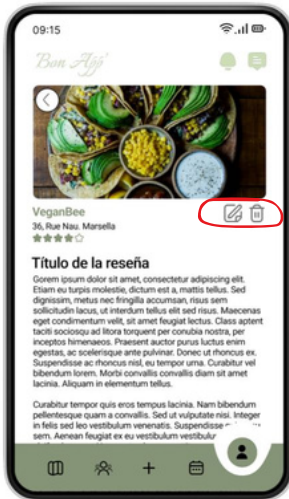 09:15
Bon App'
VeganBee
36, Rue Nau. Marsella
Título de la reseña
Gorem ipsum dolor sit amet, consectetur adipiscing elit.
Etiam eu turpis molestie, dictum est a, mattis tellus. Sed
dignissim, metus nec fringilla accumsan, risus sem
sollicitudin lacus, ut interdum tellus elit sed risus. Maecenas
eget condimentum velit, sit amet feugiat lectus. Class aptent
taciti sociosqu ad litora torquent per conubia nostra, per
inceptos himenaeos. Praesent auctor purus luctus enim
egestas, ac scelerisque ante pulvinar. Donec ut rhoncus ex.
Suspendisse ac rhoncus nisl, eu tempor urna. Curabitur vel
bibendum lorem. Morbi convallis convallis diam sit amet
lacinia. Aliquam in elementum tellus.
Curabitur tempor quis eros tempus lacinia. Nam bibendum
pellentesque quam a convallis. Sed ut vulputate nisi. Integer
in felis sed leo vestibulum venenatis. Suspendisse
sem. Aenean feugiat ex eu vestibulum vestibulum